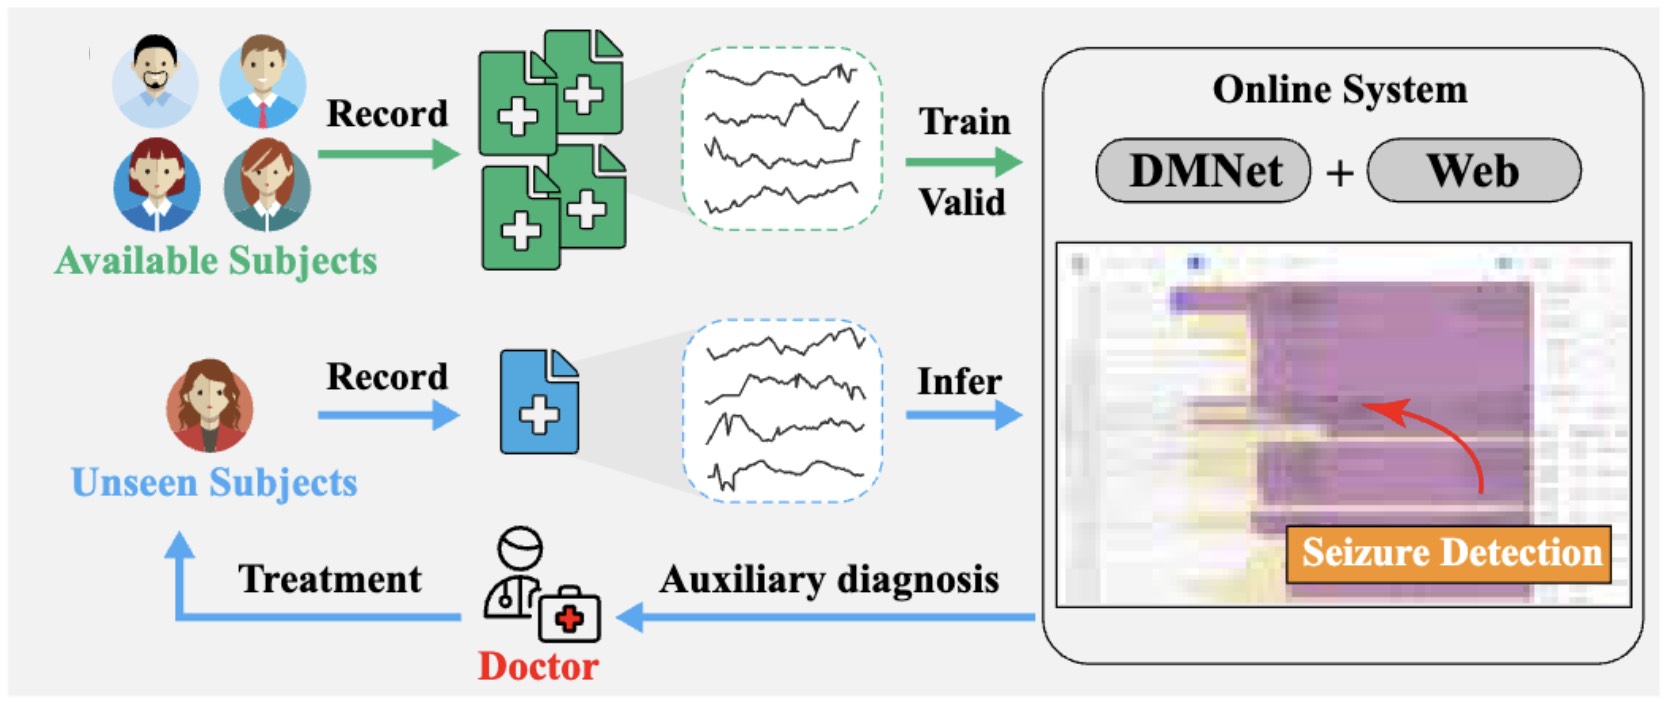 Record
Available Subjects
Train
Valid
Online System
DMNet + Web
Record
Unseen Subjects
Infer
Seizure Detection
Treatment
Doctor
Auxiliary diagnosis